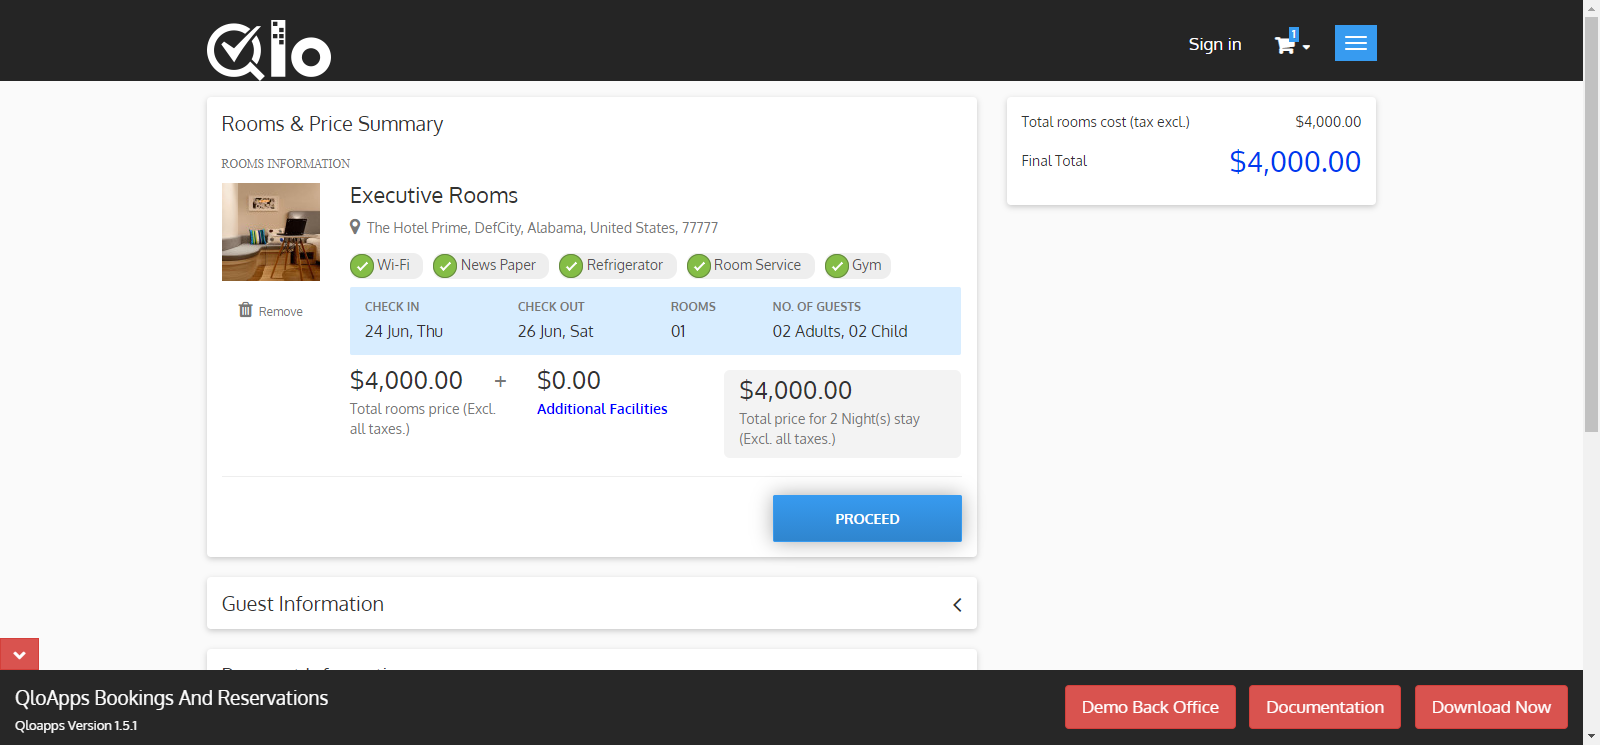 Qlo
Sign in
1
Rooms & Price Summary
ROOMS INFORMATION
Executive Rooms
The Hotel Prime, DefCity, Alabama, United States, 77777
Wi-Fi News Paper Refrigerator Room Service Gym
Remove
CHECK IN CHECK OUT ROOMS NO. OF GUESTS
24 Jun, Thu 26 Jun, Sat 01 02 Adults, 02 Child
$4,000.00 + $0.00
Total rooms price (Excl.
all taxes.)
Additional Facilities
$4,000.00
Total price for 2 Night(s) stay
(Excl. all taxes.)
PROCEED
Total rooms cost (tax excl.) $4,000.00
Final Total $4,000.00
Guest Information
QloApps Bookings And Reservations
Qloapps Version 1.5.1
Demo Back Office Documentation Download Now